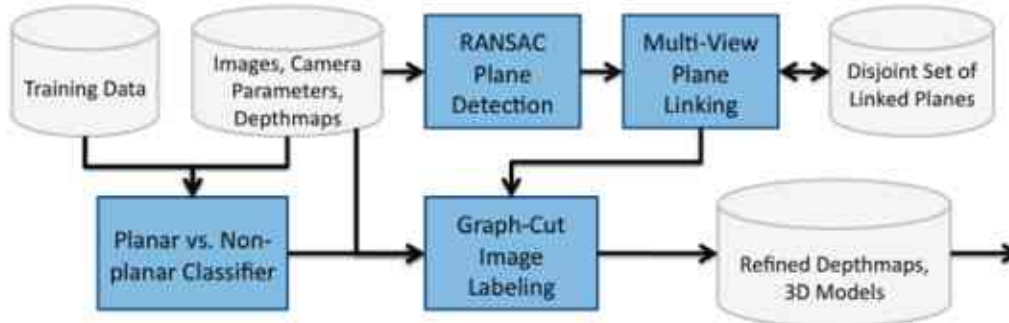 Training Data
Images, Camera
Parameters,
Depthmaps
RANSAC
Plane
Detection
Multi-View
Plane
Linking
Disjoint Set of
Linked Planes
Planar vs. Non-
planar Classifier
Graph-Cut
Image
Labeling
Refined Depthmaps,
3D Models